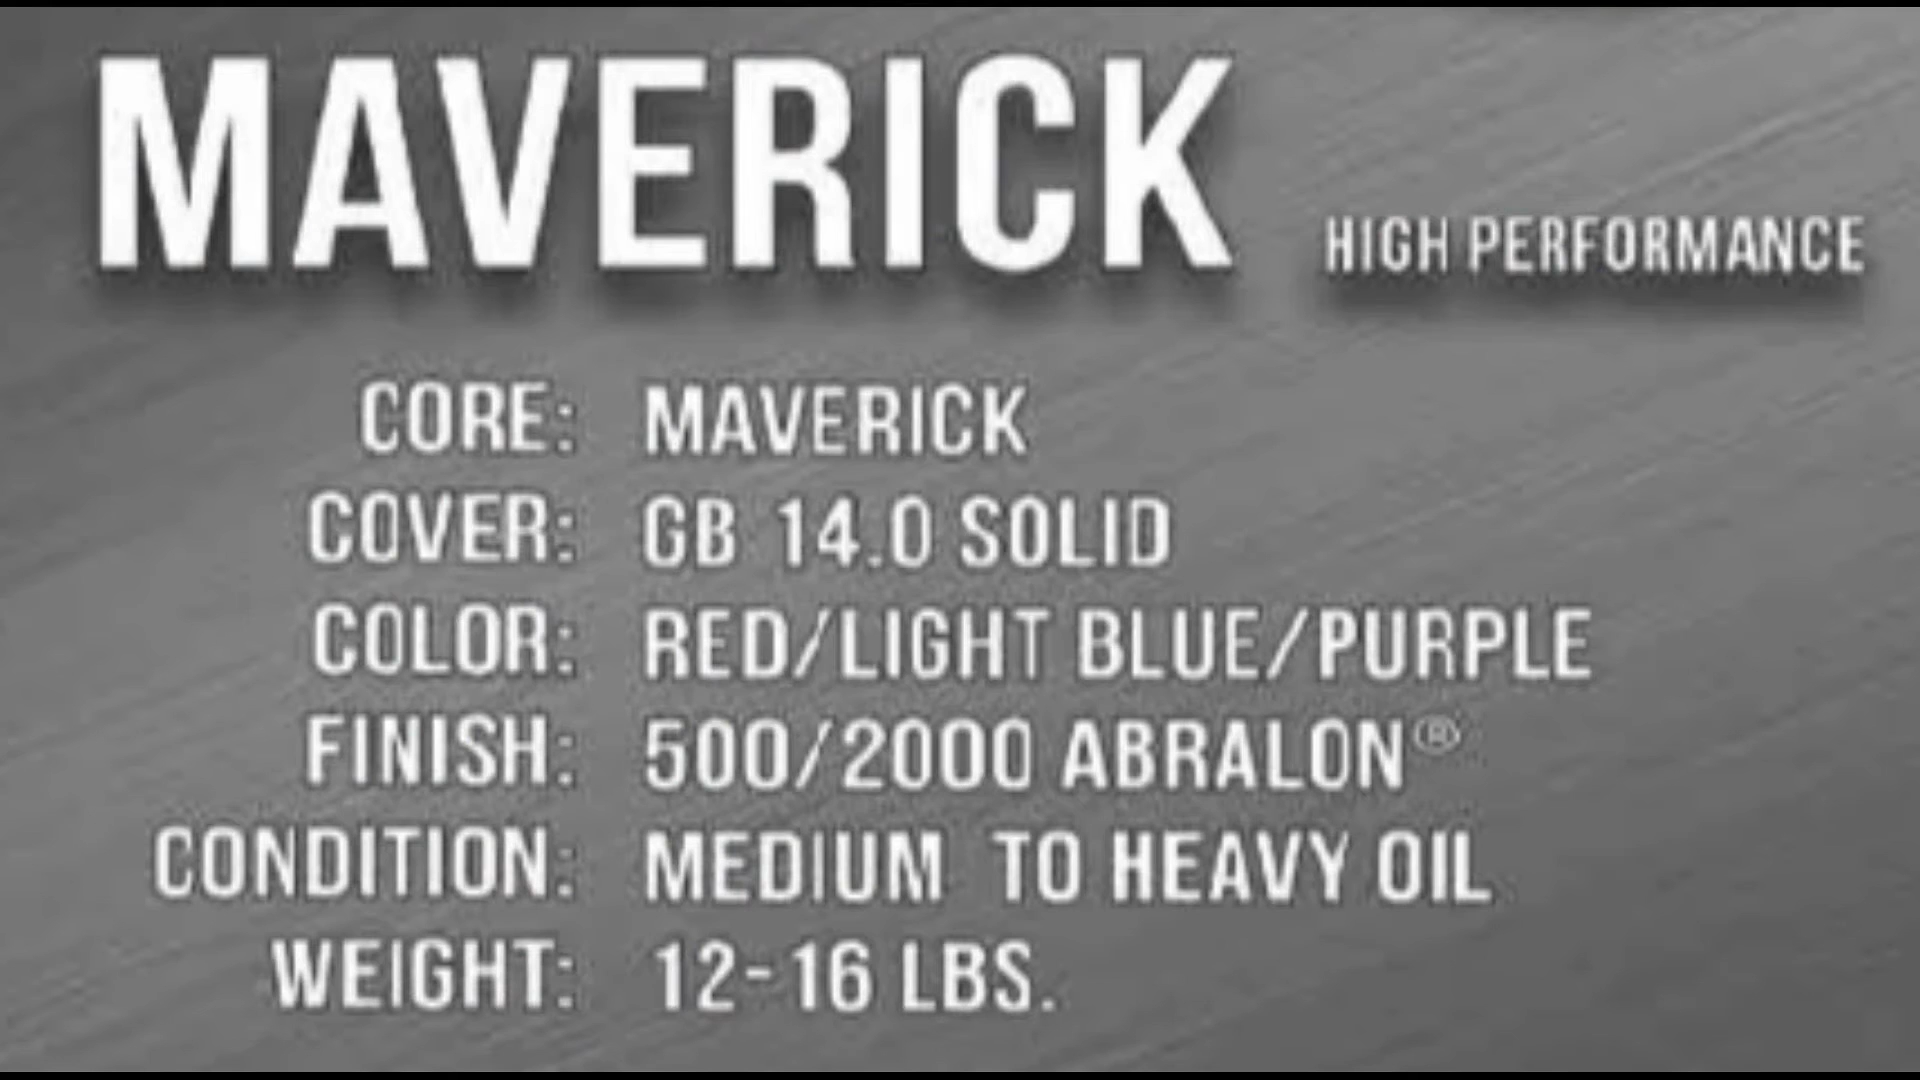 MAVERICK HIGH PERFORMANCE
CORE: MAVERICK
COVER: GB 14.0 SOLID
COLOR: RED/LIGHT BLUE/PURPLE
FINISH: 500/2000 ABRALON®
CONDITION: MEDIUM TO HEAVY OIL
WEIGHT: 12-16 LBS.